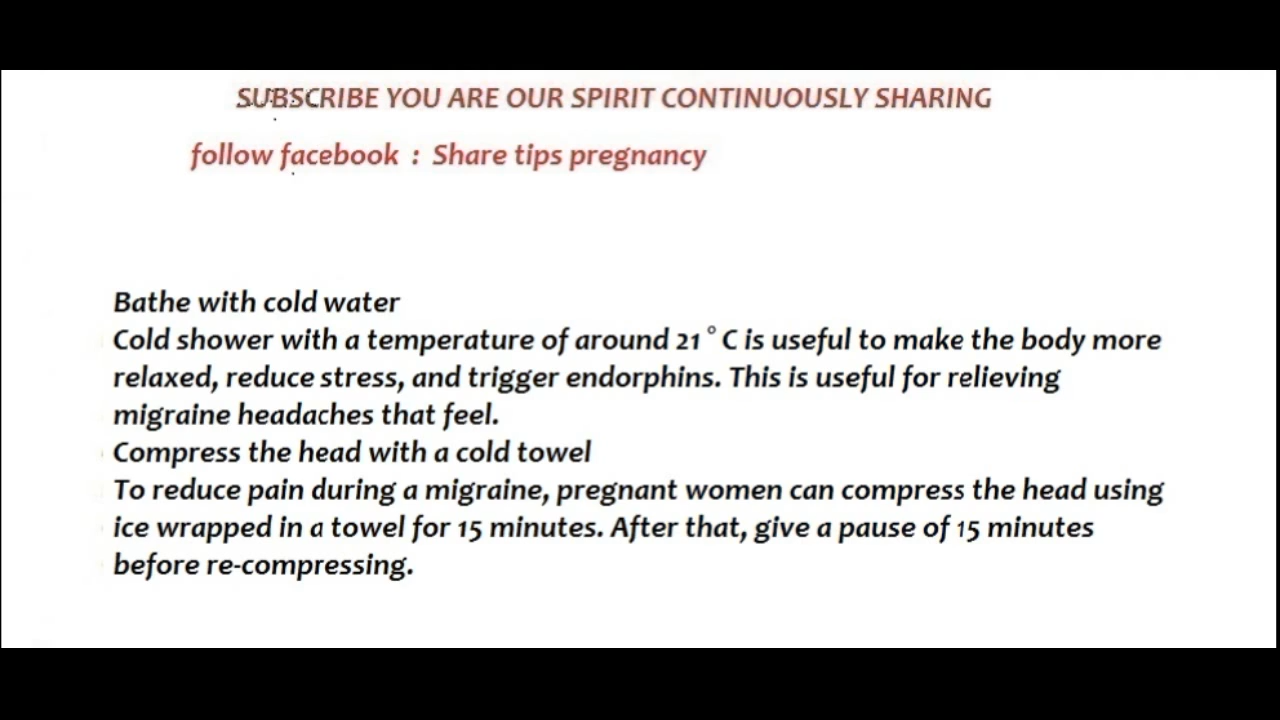 SUBSCRIBE YOU ARE OUR SPIRIT CONTINUOUSLY SHARING
follow facebook : Share tips pregnancy
Bathe with cold water
Cold shower with a temperature of around 21° C is useful to make the body more
relaxed, reduce stress, and trigger endorphins. This is useful for relieving
migraine headaches that feel.
Compress the head with a cold towel
To reduce pain during a migraine, pregnant women can compress the head using
ice wrapped in a towel for 15 minutes. After that, give a pause of 15 minutes
before re-compressing.